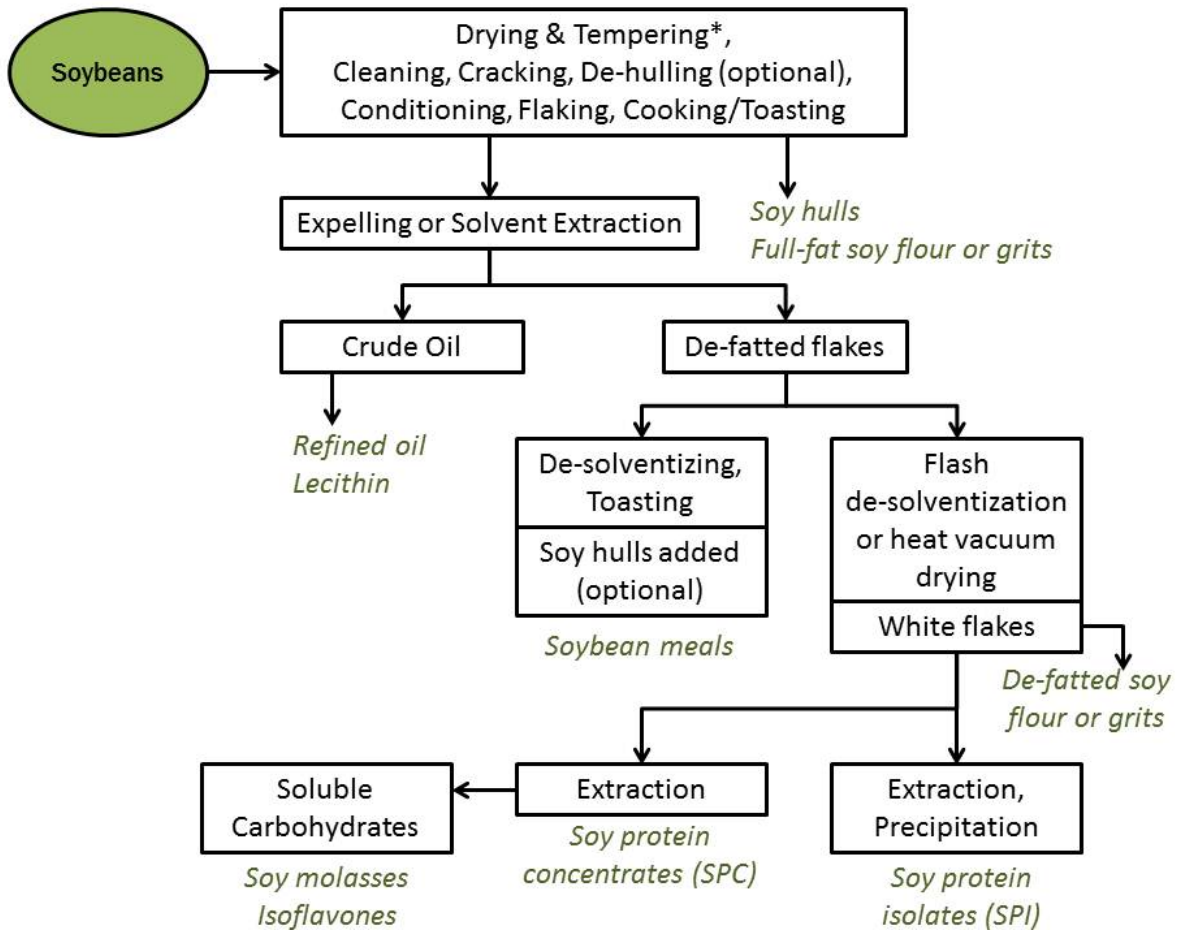 Soybeans
Drying & Tempering*,
Cleaning, Cracking, De-hulling (optional),
Conditioning, Flaking, Cooking/Toasting
Expelling or Solvent Extraction
Soy hulls
Full-fat soy flour or grits
Crude Oil
De-fatted flakes
Refined oil
Lecithin
De-solventizing,
Toasting
Soy hulls added
(optional)
Soybean meals
Flash
de-solventization
or heat vacuum
drying
White flakes
De-fatted soy
flour or grits
Soluble
Carbohydrates
Soy molasses
Isoflavones
Extraction
Soy protein
concentrates (SPC)
Extraction,
Precipitation
Soy protein
isolates (SPI)